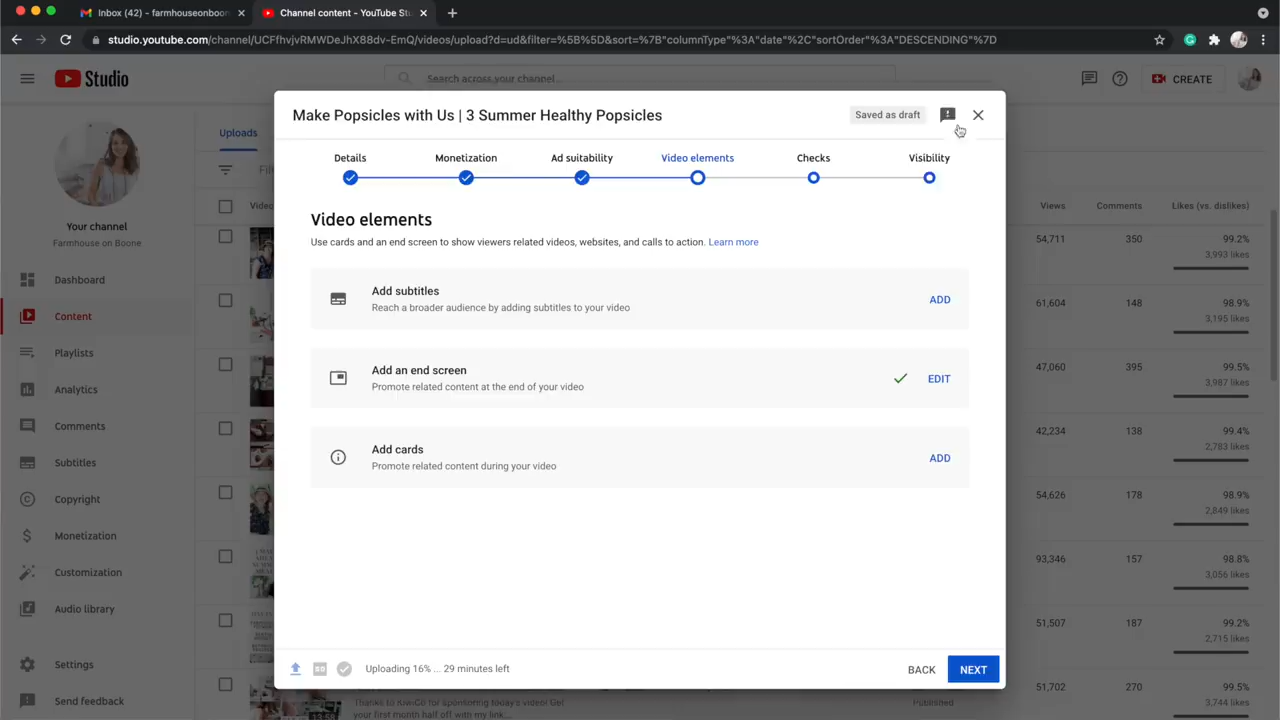 Inbox (42) - farmhouseonboon
Channel content - YouTube Stu
studio.youtube.com/channel/UCFfhvjvRMWDeJhX88dv-EmQ/videos/upload?d=ud&filter=%5B%5D&sort=%7B"columnType"%3A"date"%2C"sortOrder"%3A"DESCENDING"%7D
Studio
Search across your channel...
CREATE
Make Popsicles with Us | 3 Summer Healthy Popsicles
Saved as draft
Details
Monetization
Ad suitability
Video elements
Checks
Visibility
Uploads
Video
Views
Comments
Likes (vs. dislikes)
Your channel
Farmhouse on Boone
Dashboard
Content
Playlists
Analytics
Comments
Subtitles
Copyright
Monetization
Customization
Audio library
Settings
Send feedback
Video elements
Use cards and an end screen to show viewers related videos, websites, and calls to action. Learn more
Add subtitles
Reach a broader audience by adding subtitles to your video
ADD
Add an end screen
Promote related content at the end of your video
EDIT
Add cards
Promote related content during your video
ADD
Uploading 16% ... 29 minutes left
BACK
NEXT
54,711
350
99.2%
3,993 likes
61,604
148
98.9%
3,195 likes
47,060
395
99.5%
3,987 likes
42,234
138
99.4%
2,783 likes
54,626
178
98.9%
2,849 likes
93,346
157
98.8%
3,056 likes
51,507
187
99.2%
2,715 likes
51,702
270
99.5%
3,744 likes
13:58
Thanks to RowCo for sponsoring today's video! Get
your first month half off with my link...
Published